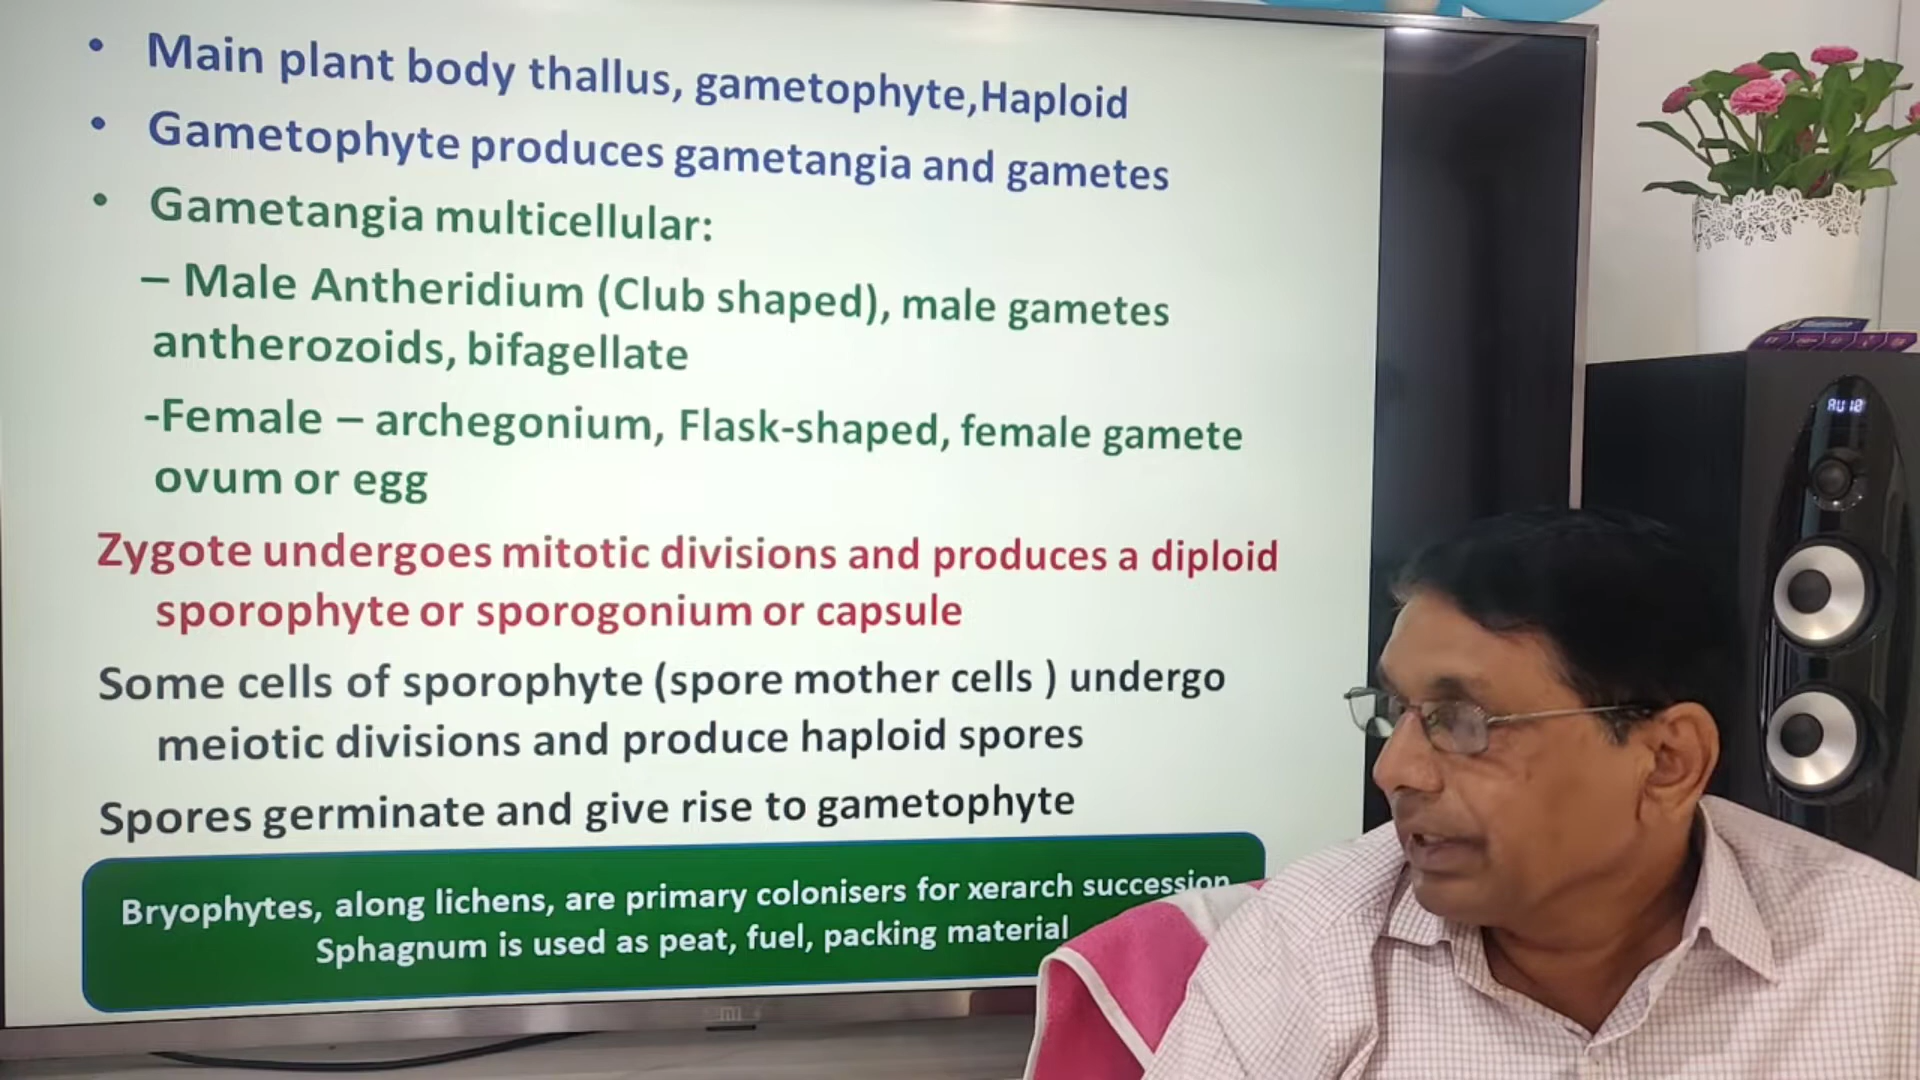 • Main plant body thallus, gametophyte,Haploid
• Gametophyte produces gametangia and gametes
• Gametangia multicellular:
– Male Antheridium (Club shaped), male gametes
antherozoids, bifagellate
-Female – archegonium, Flask-shaped, female gamete
ovum or egg
Zygote undergoes mitotic divisions and produces a diploid
sporophyte or sporogonium or capsule
Some cells of sporophyte (spore mother cells ) undergo
meiotic divisions and produce haploid spores
Spores germinate and give rise to gametophyte
Bryophytes, along lichens, are primary colonisers for xerarch succession
Sphagnum is used as peat, fuel, packing material